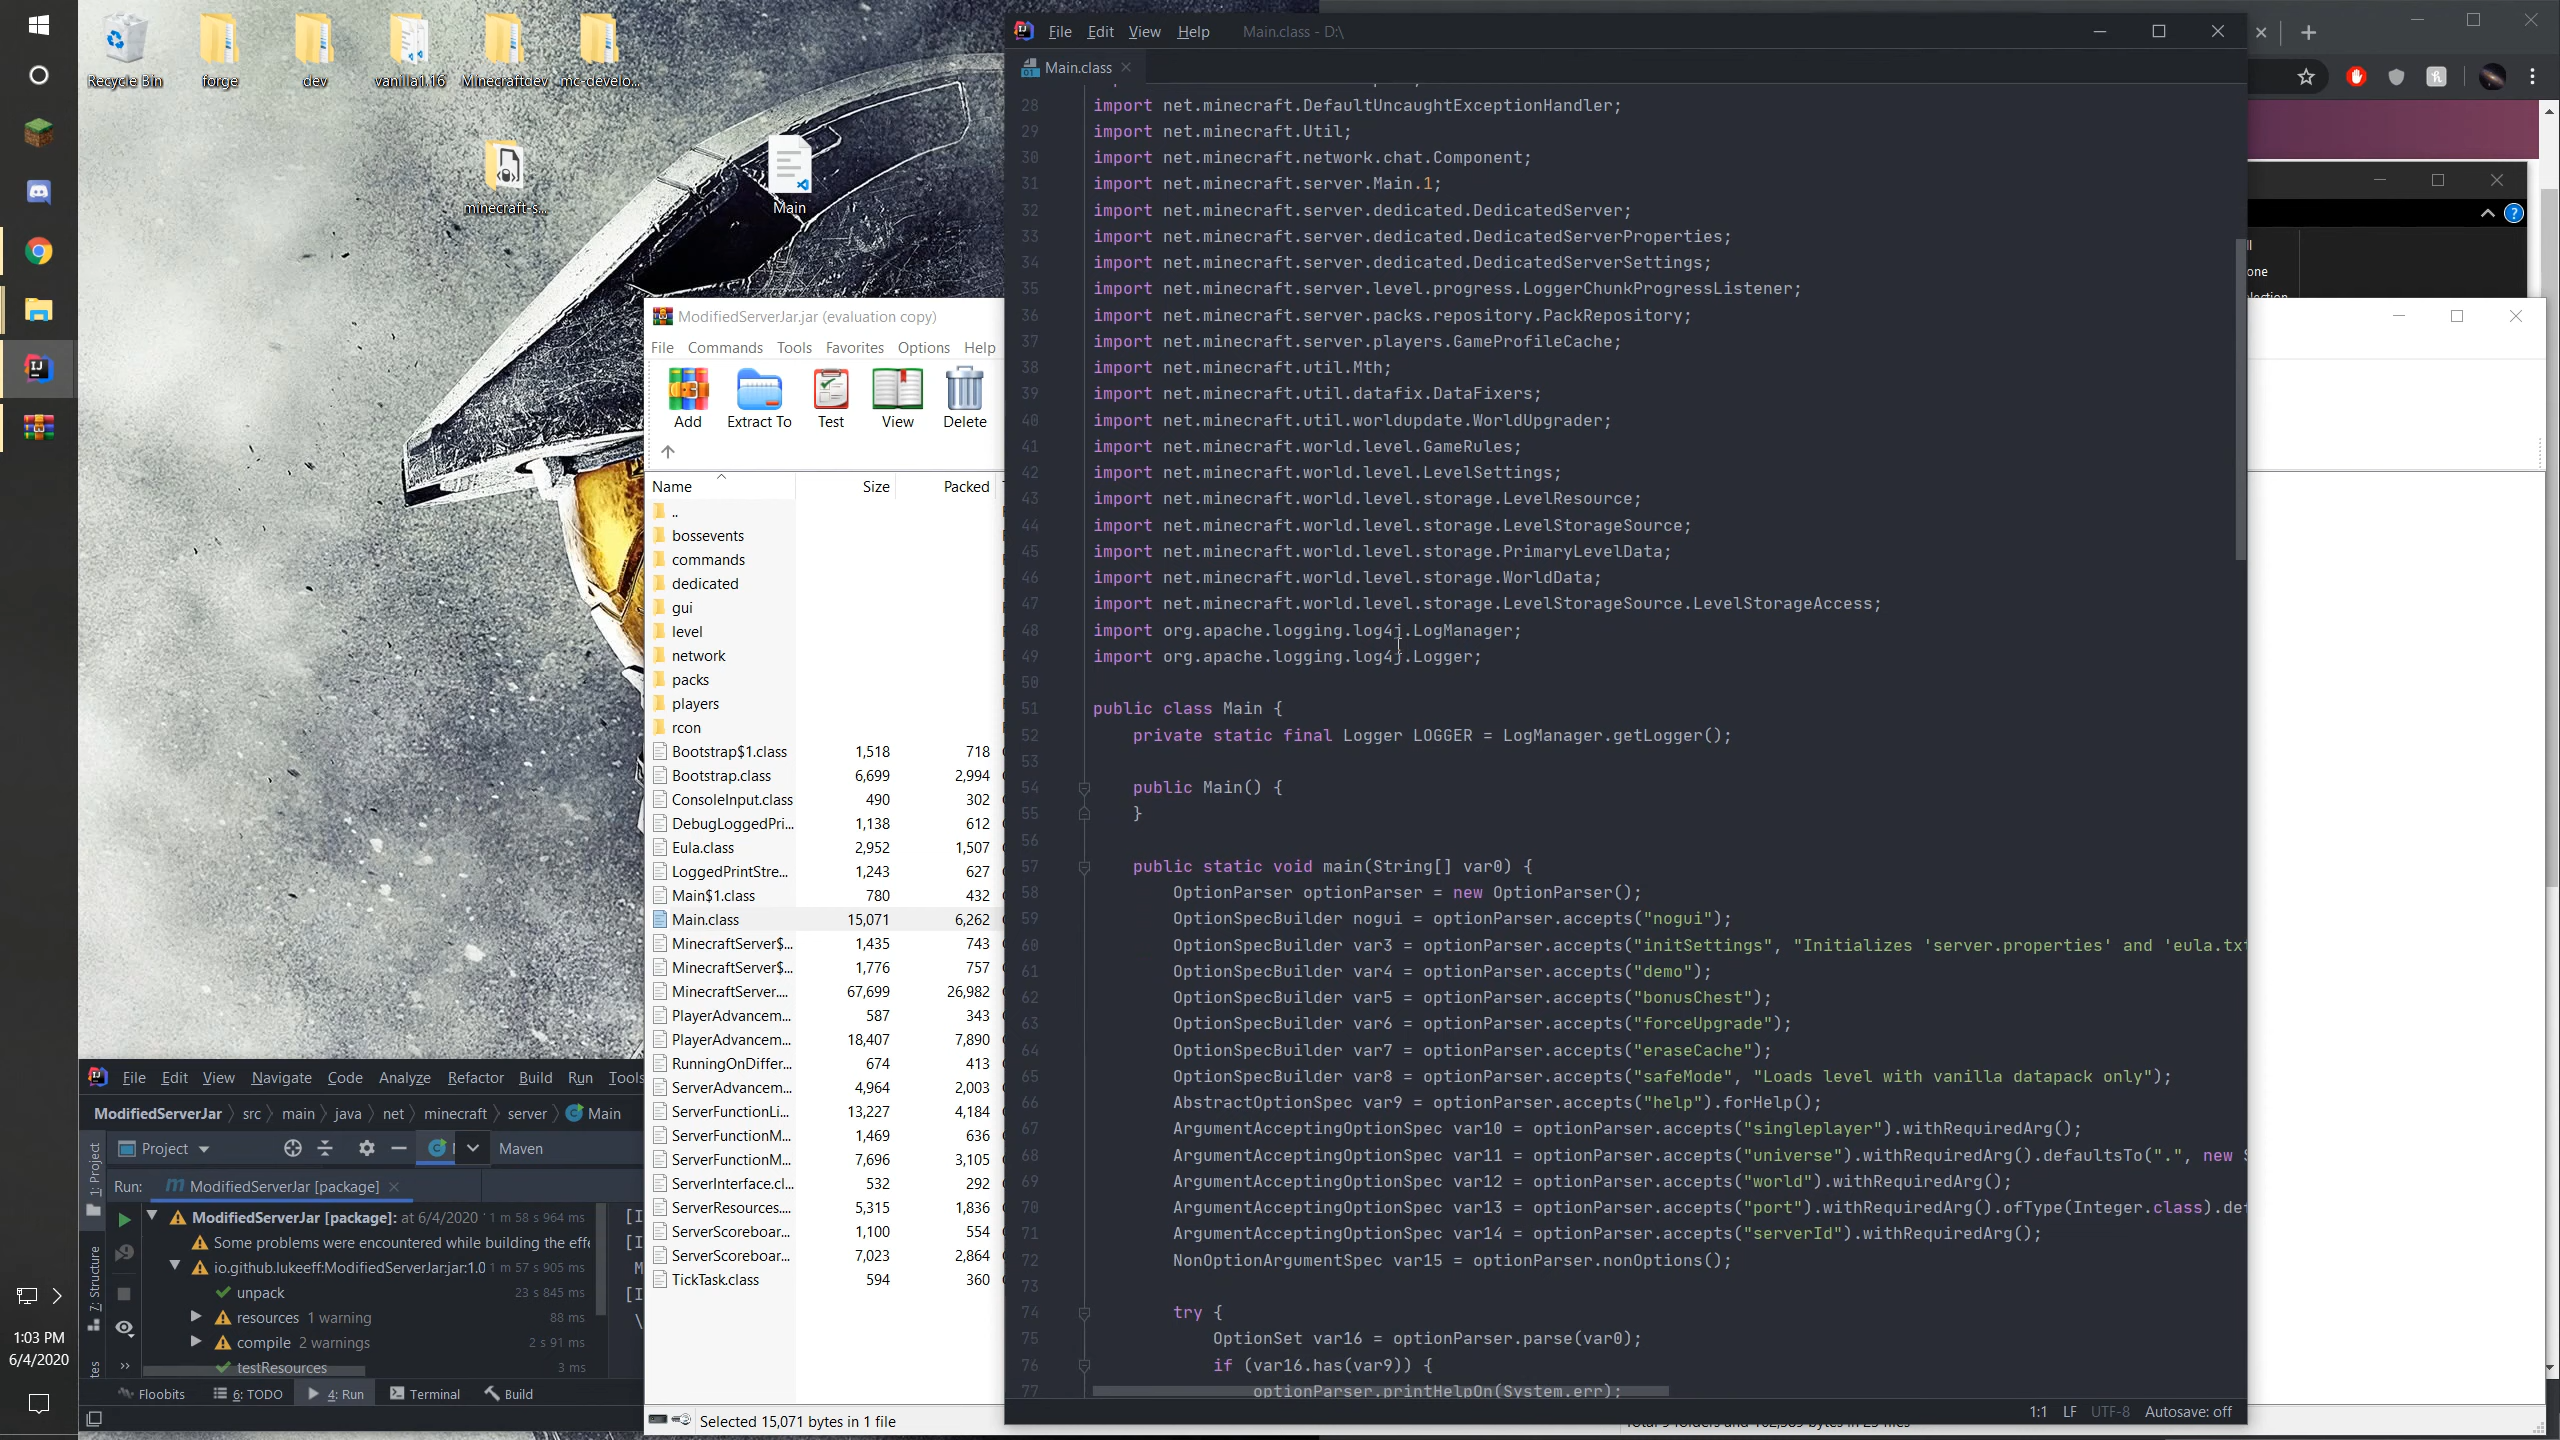 Recycle Bin
forge
dev
vanilla1.16
Minecraftdev
mc-develo...
minecraft-s...
Main
1:03 PM
6/4/2020
ModifiedServerJar.jar (evaluation copy)
File Commands Tools Favorites Options Help
Add Extract To Test View Delete
Name Size Packed
..
bossevents
commands
dedicated
gui
level
network
packs
players
rcon
Bootstrap$1.class 1,518 718
Bootstrap.class 6,699 2,994
ConsoleInput.class 490 302
DebugLoggedPri... 1,138 612
Eula.class 2,952 1,507
LoggedPrintStre... 1,243 627
Main$1.class 780 432
Main.class 15,071 6,262
MinecraftServer$... 1,435 743
MinecraftServer$... 1,776 757
MinecraftServer.... 67,699 26,982
PlayerAdvancem... 587 343
PlayerAdvancem... 18,407 7,890
RunningOnDiffer... 674 413
ServerAdvancem... 4,964 2,003
ServerFunctionLi... 13,227 4,184
ServerFunctionM... 1,469 636
ServerFunctionM... 7,696 3,105
ServerInterface.cl... 532 292
ServerResources.... 5,315 1,836
ServerScoreboar... 1,100 554
ServerScoreboar... 7,023 2,864
TickTask.class 594 360
Selected 15,071 bytes in 1 file
File Edit View Navigate Code Analyze Refactor Build Run Tools
ModifiedServerJar src main java net minecraft server Main
Project
Maven
1: Project
7: Structure
Run: ModifiedServerJar [package]
ModifiedServerJar [package]: at 6/4/2020 1 m 58 s 964 ms
Some problems were encountered while building the effe
io.github.lukeeff:ModifiedServerJar:jar:1.0 1 m 57 s 905 ms
unpack 23 s 845 ms
resources 1 warning 88 ms
compile 2 warnings 2 s 91 ms
testResources 3 ms
Floobits 6: TODO 4: Run Terminal Build
File Edit View Help Main.class - D:\
Main.class
28 import net.minecraft.DefaultUncaughtExceptionHandler;
29 import net.minecraft.Util;
30 import net.minecraft.network.chat.Component;
31 import net.minecraft.server.Main.1;
32 import net.minecraft.server.dedicated.DedicatedServer;
33 import net.minecraft.server.dedicated.DedicatedServerProperties;
34 import net.minecraft.server.dedicated.DedicatedServerSettings;
35 import net.minecraft.server.level.progress.LoggerChunkProgressListener;
36 import net.minecraft.server.packs.repository.PackRepository;
37 import net.minecraft.server.players.GameProfileCache;
38 import net.minecraft.util.Mth;
39 import net.minecraft.util.datafix.DataFixers;
40 import net.minecraft.util.worldupdate.WorldUpgrader;
41 import net.minecraft.world.level.GameRules;
42 import net.minecraft.world.level.LevelSettings;
43 import net.minecraft.world.level.storage.LevelResource;
44 import net.minecraft.world.level.storage.LevelStorageSource;
45 import net.minecraft.world.level.storage.PrimaryLevelData;
46 import net.minecraft.world.level.storage.WorldData;
47 import net.minecraft.world.level.storage.LevelStorageSource.LevelStorageAccess;
48 import org.apache.logging.log4j.LogManager;
49 import org.apache.logging.log4j.Logger;
50
51 public class Main {
52 private static final Logger LOGGER = LogManager.getLogger();
53
54 public Main() {
55 }
56
57 public static void main(String[] var0) {
58 OptionParser optionParser = new OptionParser();
59 OptionSpecBuilder nogui = optionParser.accepts("nogui");
60 OptionSpecBuilder var3 = optionParser.accepts("initSettings", "Initializes 'server.properties' and 'eula.txt
61 OptionSpecBuilder var4 = optionParser.accepts("demo");
62 OptionSpecBuilder var5 = optionParser.accepts("bonusChest");
63 OptionSpecBuilder var6 = optionParser.accepts("forceUpgrade");
64 OptionSpecBuilder var7 = optionParser.accepts("eraseCache");
65 OptionSpecBuilder var8 = optionParser.accepts("safeMode", "Loads level with vanilla datapack only");
66 AbstractOptionSpec var9 = optionParser.accepts("help").forHelp();
67 ArgumentAcceptingOptionSpec var10 = optionParser.accepts("singleplayer").withRequiredArg();
68 ArgumentAcceptingOptionSpec var11 = optionParser.accepts("universe").withRequiredArg().defaultsTo(".", new S
69 ArgumentAcceptingOptionSpec var12 = optionParser.accepts("world").withRequiredArg();
70 ArgumentAcceptingOptionSpec var13 = optionParser.accepts("port").withRequiredArg().ofType(Integer.class).def
71 ArgumentAcceptingOptionSpec var14 = optionParser.accepts("serverId").withRequiredArg();
72 NonOptionArgumentSpec var15 = optionParser.nonOptions();
73
74 try {
75 OptionSet var16 = optionParser.parse(var0);
76 if (var16.has(var9)) {
77 optionParser.printHelpOn(System.err);
1:1 LF UTF-8 Autosave: off